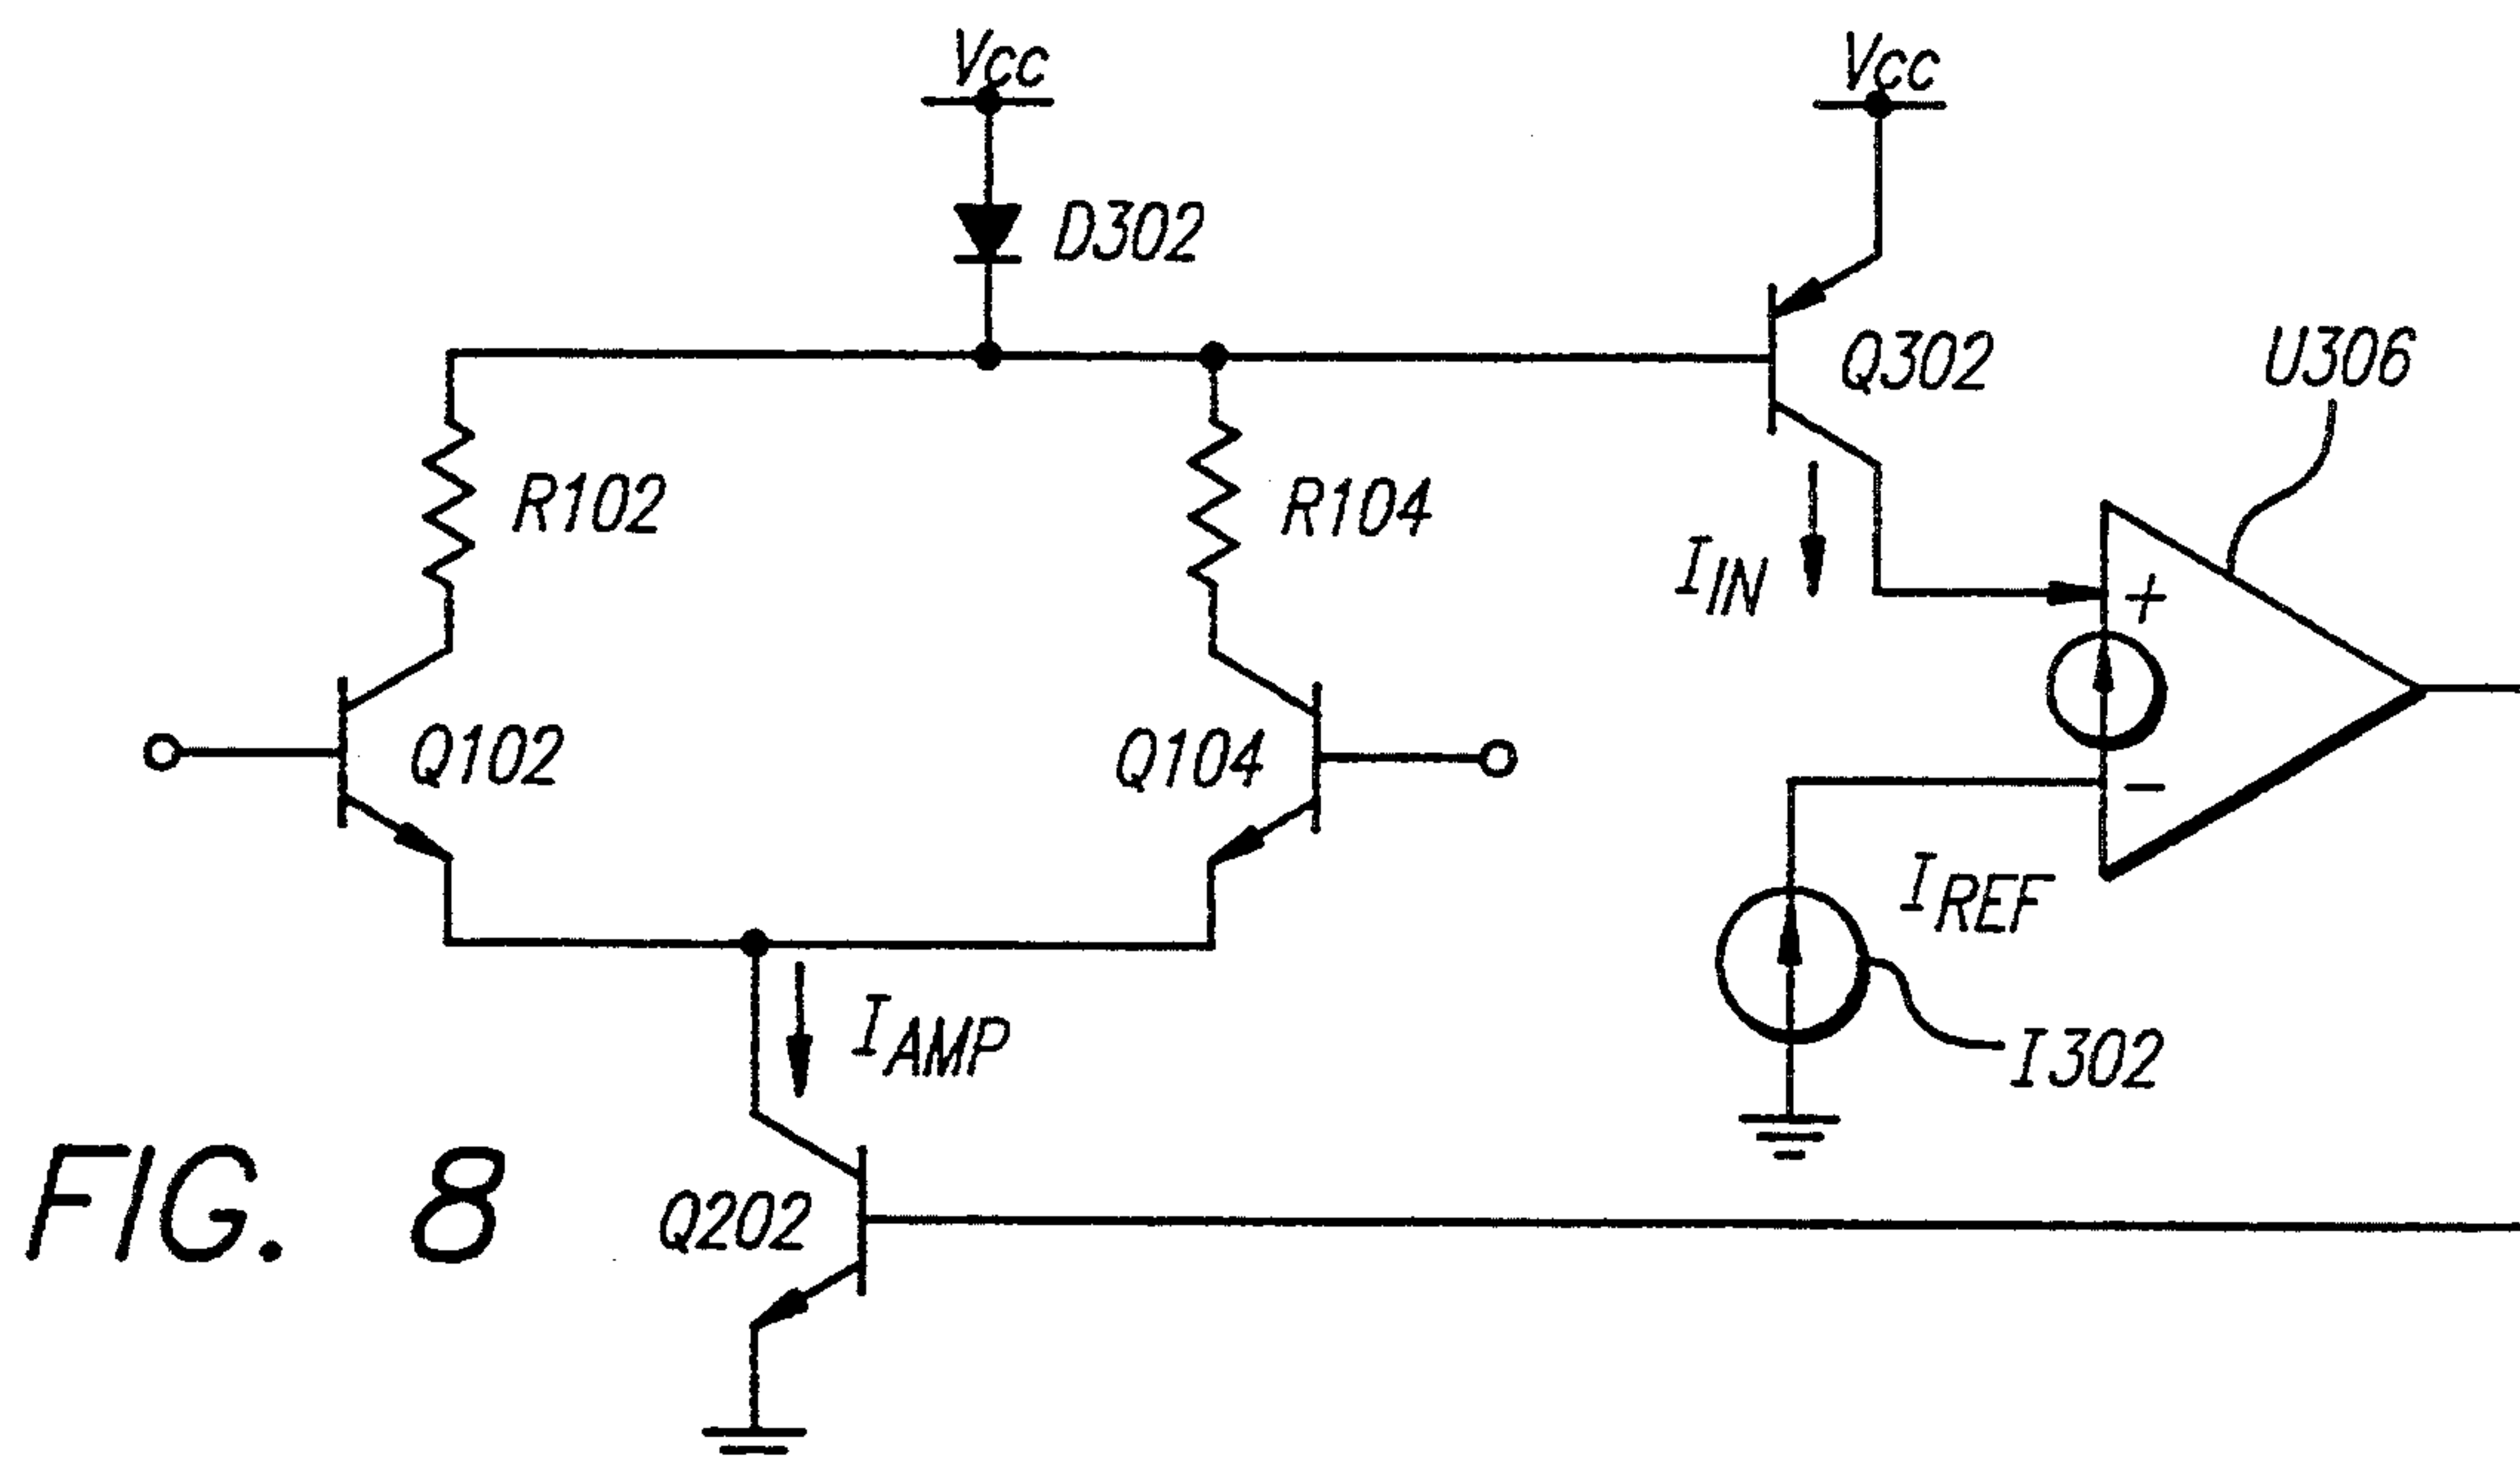 Vcc
Vcc
D302
Q302
U306
R102
R104
IIN
+
Q102
Q104
−
IREF
IAMP
I302
FIG. 8
Q202